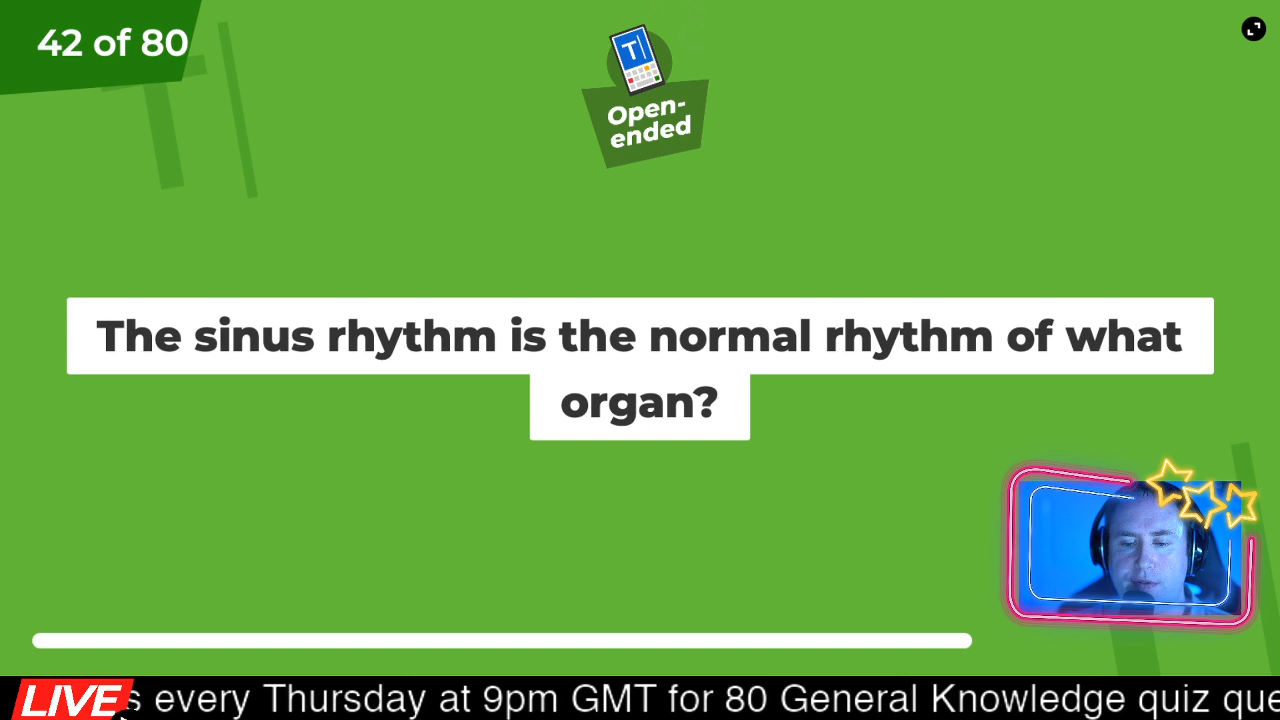 42 of 80
T
Open-
ended
The sinus rhythm is the normal rhythm of what
organ?
LIVE
s every Thursday at 9pm GMT for 80 General Knowledge quiz que